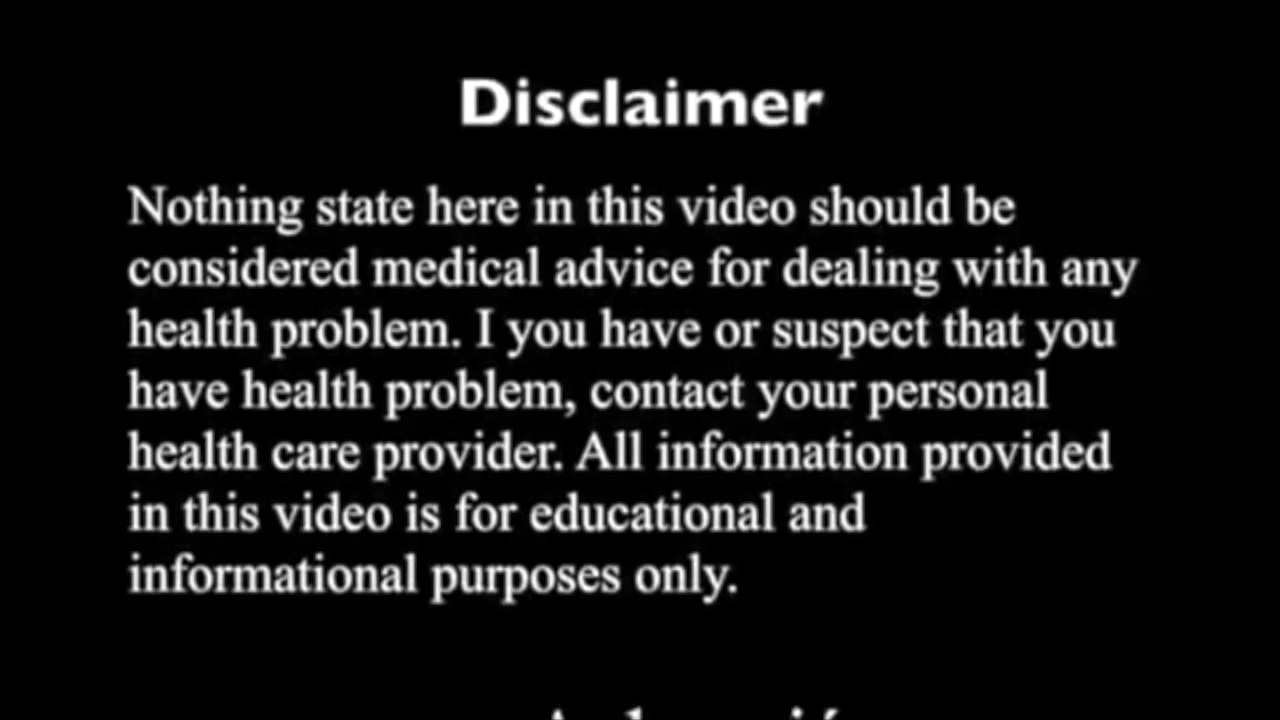 Disclaimer
Nothing state here in this video should be
considered medical advice for dealing with any
health problem. I you have or suspect that you
have health problem, contact your personal
health care provider. All information provided
in this video is for educational and
informational purposes only.